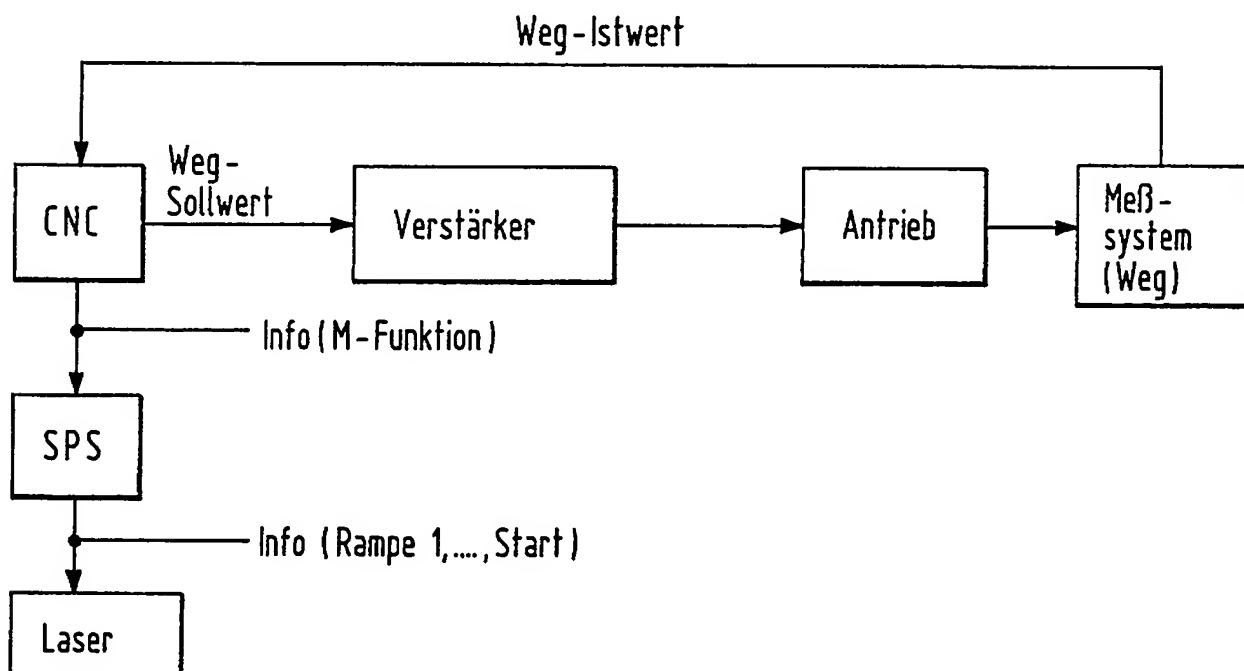 Weg-Istwert
CNC
Weg-
Sollwert
Verstärker
Antrieb
Meß-
system
(Weg)
Info (M-Funktion)
SPS
Info (Rampe 1,...., Start)
Laser